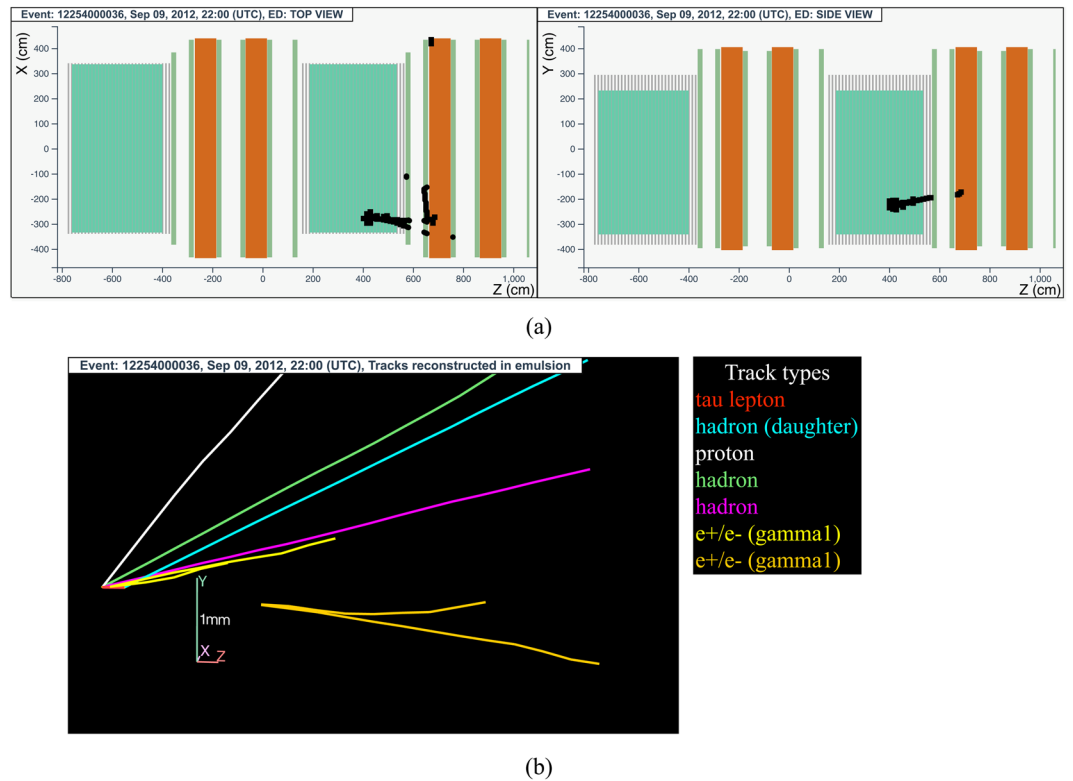 Event: 12254000036, Sep 09, 2012, 22:00 (UTC), ED: TOP VIEW
X (cm)
400
300
200
100
0
-100
-200
-300
-400
-800
-600
-400
-200
0
200
400
600
800
1,000
Z (cm)
Event: 12254000036, Sep 09, 2012, 22:00 (UTC), ED: SIDE VIEW
Y (cm)
400
300
200
100
0
-100
-200
-300
-400
-800
-600
-400
-200
0
200
400
600
800
1,000
Z (cm)
(a)
Event: 12254000036, Sep 09, 2012, 22:00 (UTC), Tracks reconstructed in emulsion
Y
1mm
X
Z
Track types
tau lepton
hadron (daughter)
proton
hadron
hadron
e+/e- (gamma1)
e+/e- (gamma1)
(b)